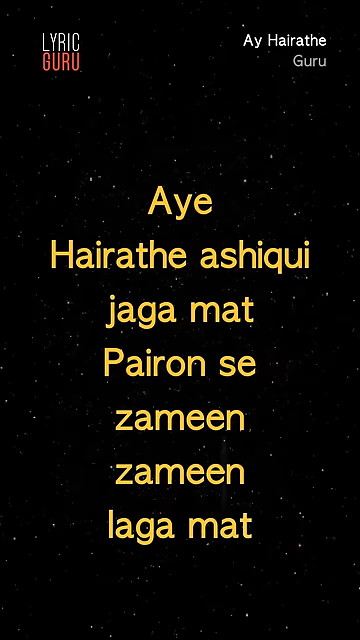 LYRIC
GURU
Ay Hairathe
Guru
Aye
Hairathe ashiqui
jaga mat
Pairon se
zameen
zameen
laga mat